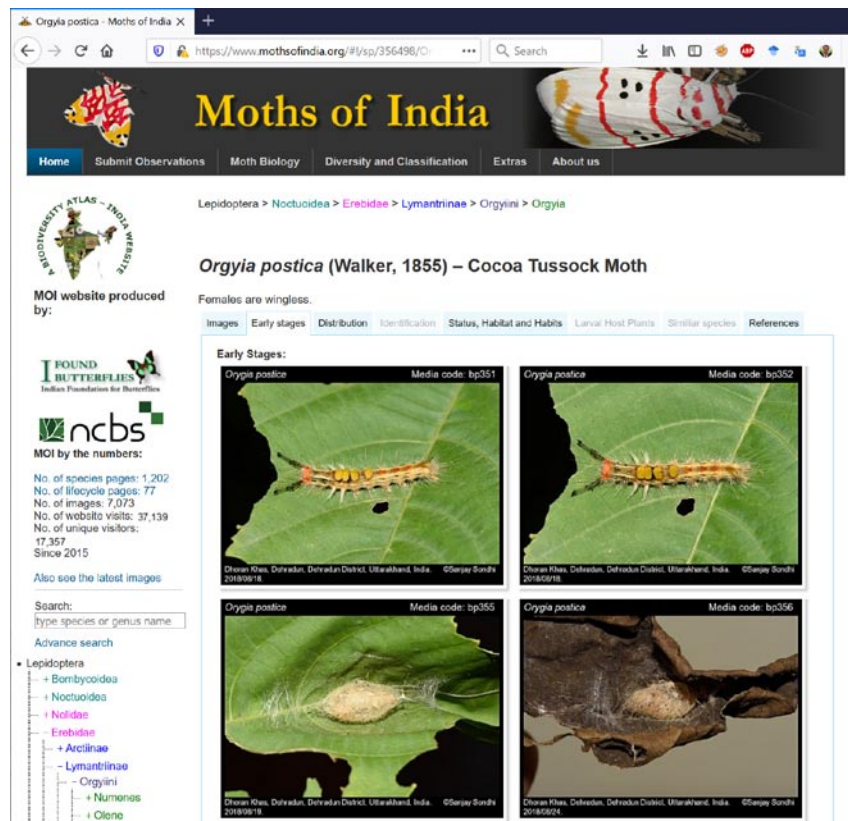 Orgyia postica - Moths of India
https://www.mothsofindia.org/#!/sp/356498/O
Search
Moths of India
Home Submit Observations Moth Biology Diversity and Classification Extras About us
A BIODIVERSITY ATLAS - INDIA WEBSITE
Lepidoptera > Noctuoidea > Erebidae > Lymantriinae > Orgyiini > Orgyia
Orgyia postica (Walker, 1855) – Cocoa Tussock Moth
MOI website produced by:
Females are wingless.
Images Early stages Distribution Identification Status, Habitat and Habits Larval Host Plants Similiar species References
I FOUND BUTTERFLIES
Indian Foundation for Butterflies
ncbs
MOI by the numbers:
No. of species pages: 1,202
No. of lifecycle pages: 77
No. of images: 7,073
No. of website visits: 37,139
No. of unique visitors:
17,357
Since 2015
Also see the latest images
Search:
type species or genus name
Advance search
Lepidoptera
+ Bombycoidea
+ Noctuoidea
+ Nolidae
− Erebidae
+ Arctiinae
− Lymantriinae
− Orgyiini
+ Numenes
+ Olene
Early Stages:
Orygia postica Media code: bp351
Dhoran Khas, Dehradun, Dehradun District, Uttarakhand, India. ©Sanjay Sondhi
2018/08/18.
Orygia postica Media code: bp352
Dhoran Khas, Dehradun, Dehradun District, Uttarakhand, India. ©Sanjay Sondhi
2018/08/18.
Orygia postica Media code: bp355
Dhoran Khas, Dehradun, Dehradun District, Uttarakhand, India. ©Sanjay Sondhi
2018/08/19.
Orygia postica Media code: bp356
Dhoran Khas, Dehradun, Dehradun District, Uttarakhand, India. ©Sanjay Sondhi
2018/08/24.